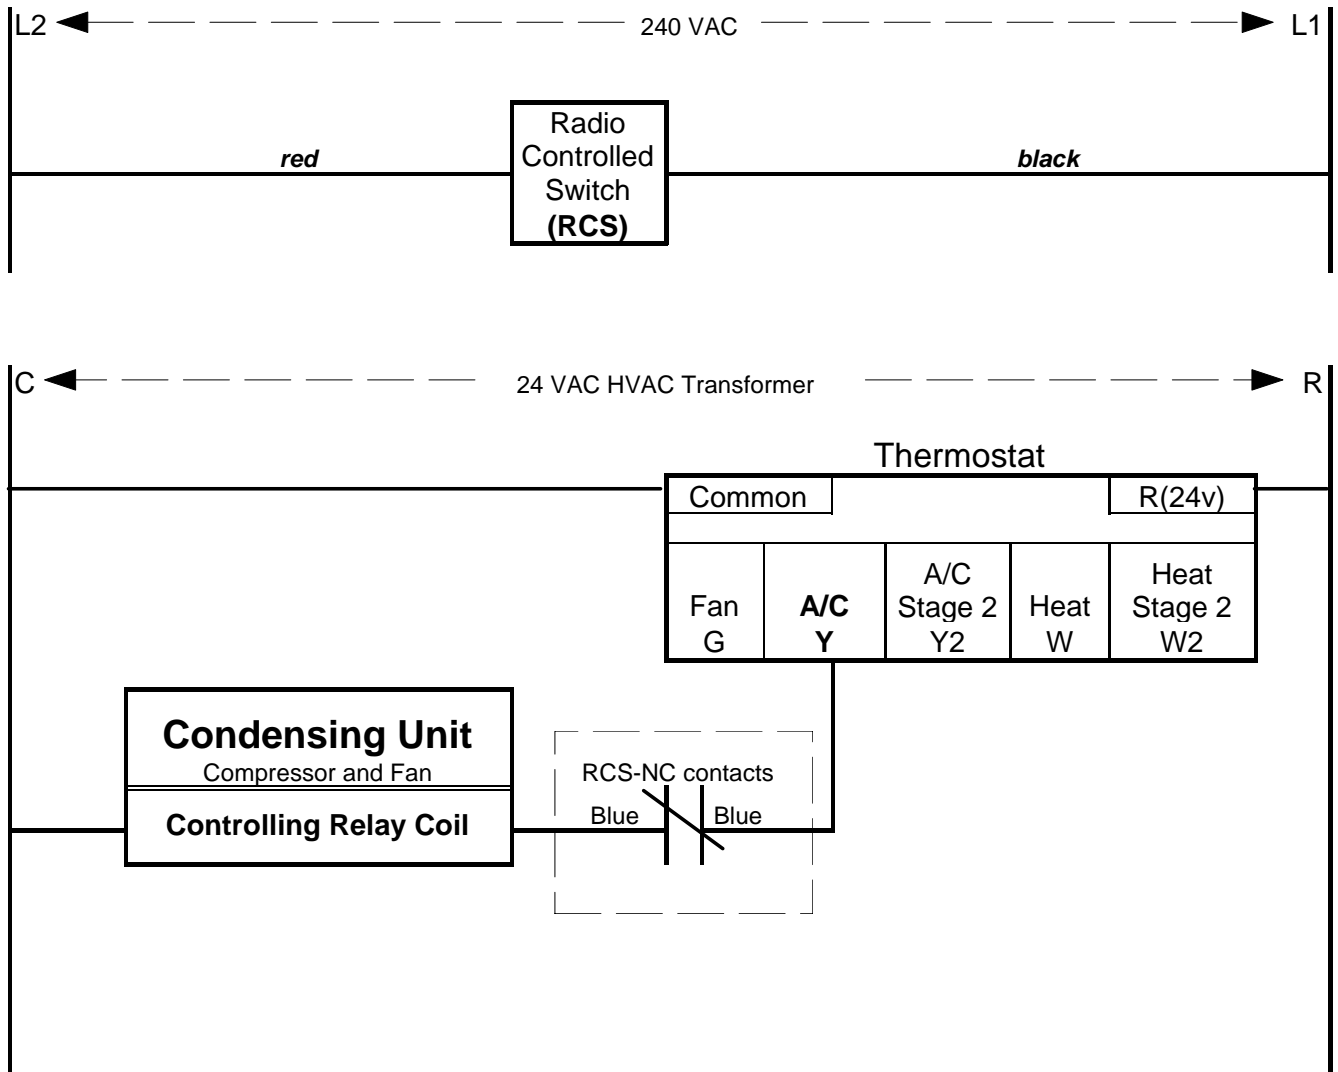 L2 240 VAC L1
Radio
Controlled
Switch
(RCS)
red
black
C 24 VAC HVAC Transformer R
Thermostat
Common R(24v)
Fan
G
A/C
Y
A/C
Stage 2
Y2
Heat
W
Heat
Stage 2
W2
Condensing Unit
Compressor and Fan
Controlling Relay Coil
RCS-NC contacts
Blue Blue